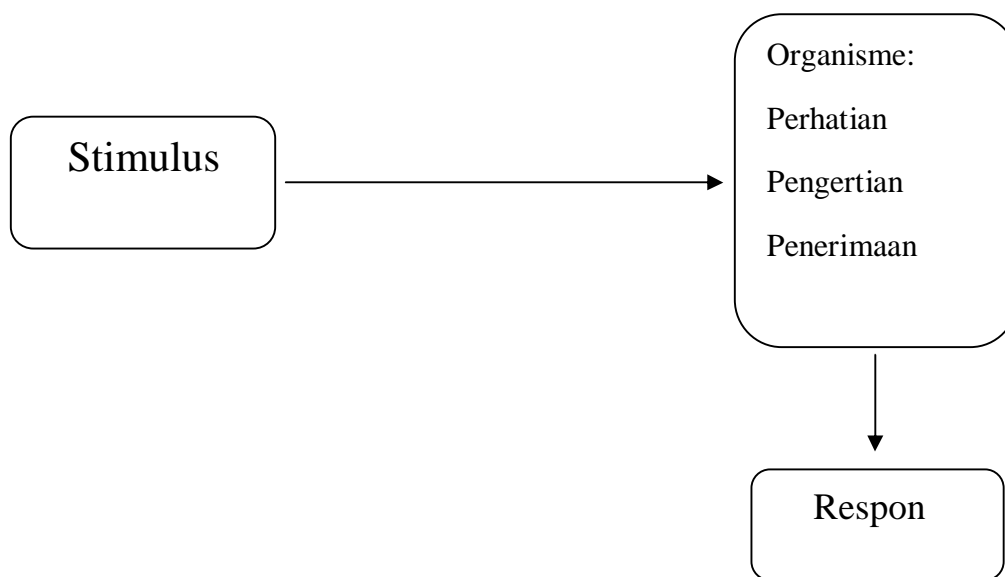 Stimulus
Organisme:
Perhatian
Pengertian
Penerimaan
Respon